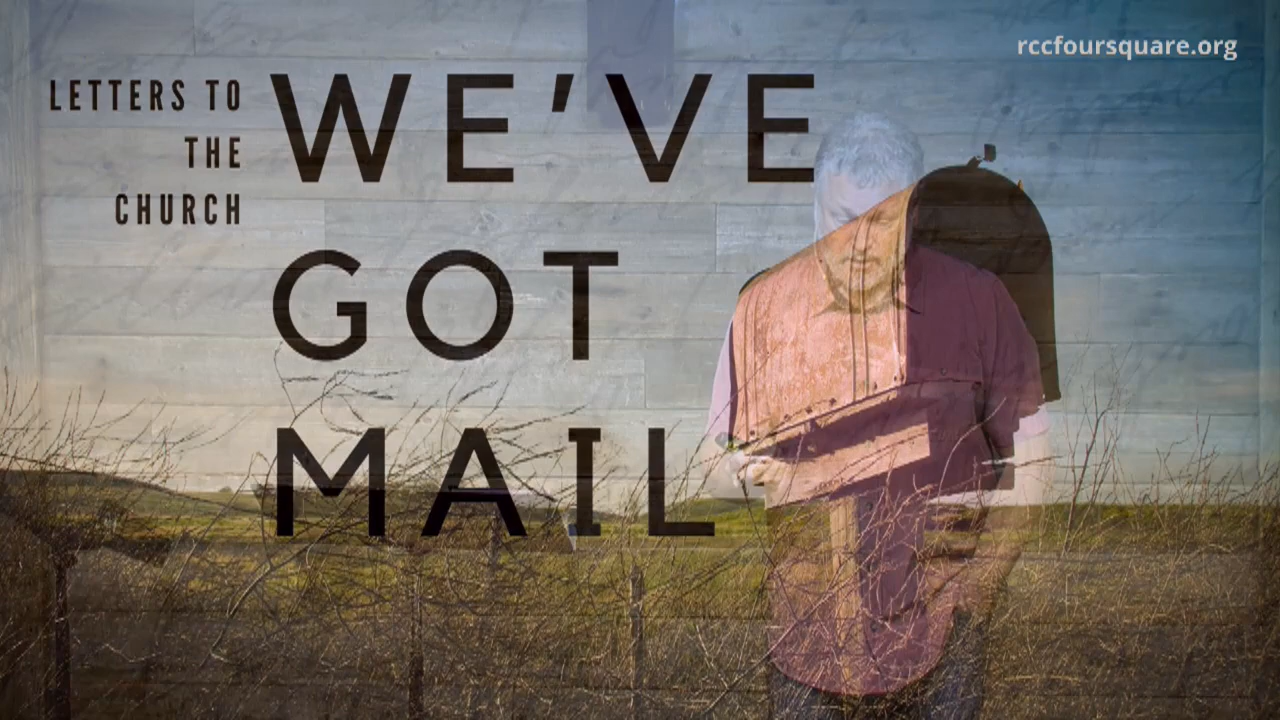 rccfoursquare.org
LETTERS TO
THE
CHURCH
WE'VE
GOT
MAIL